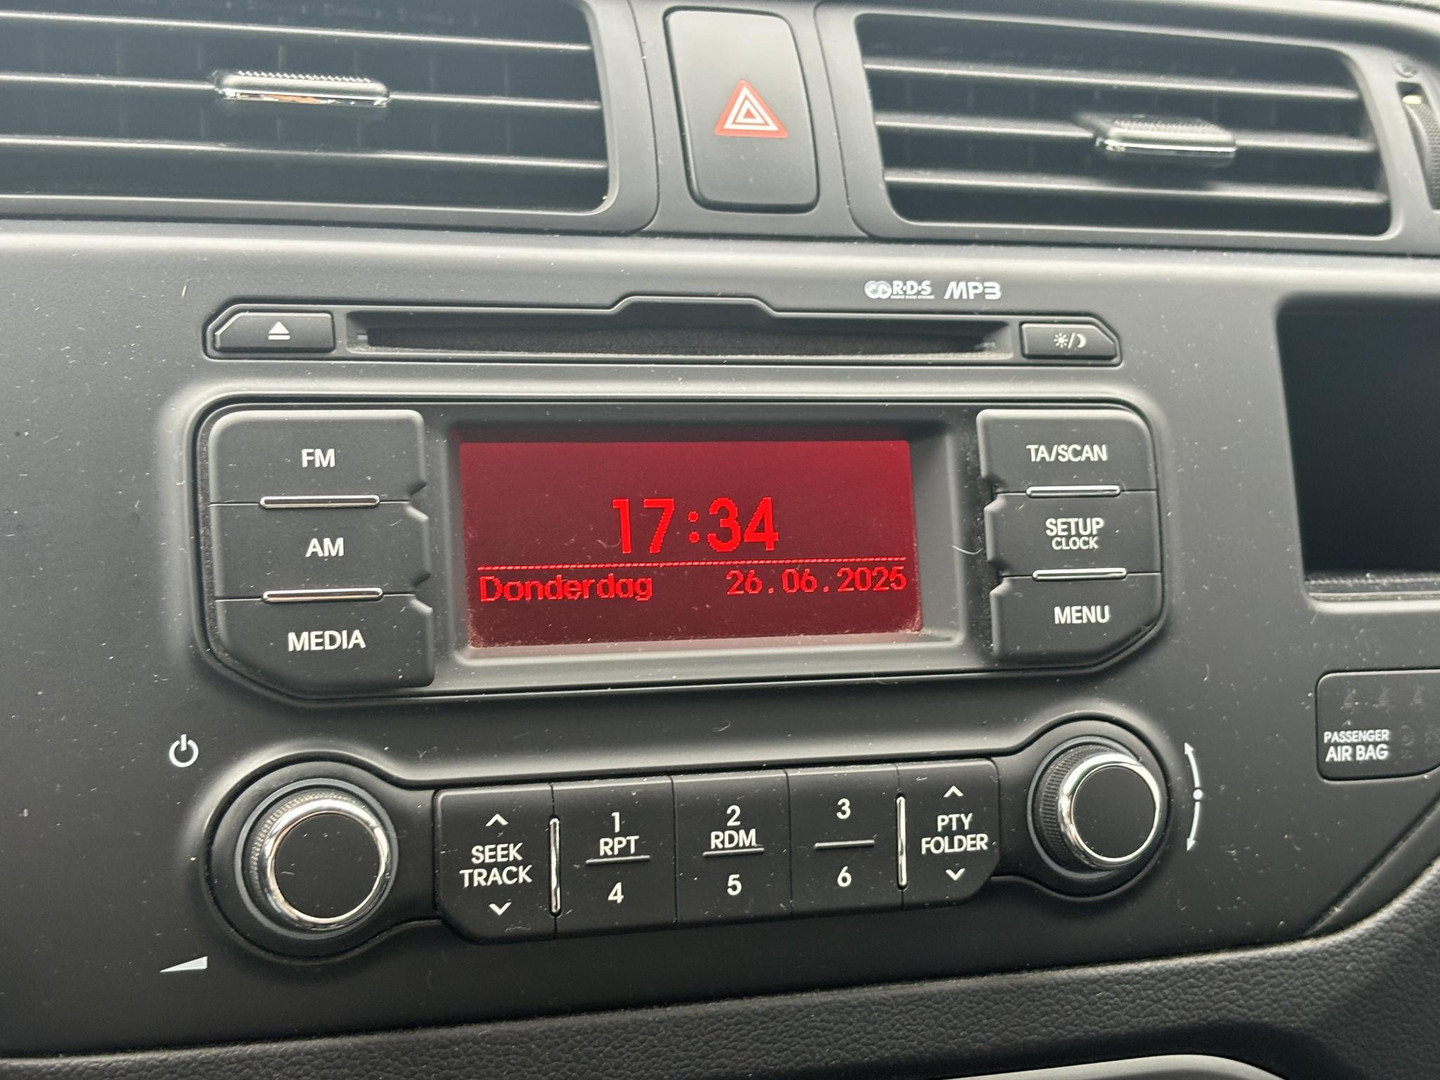 R·D·S MP3
FM
AM
MEDIA
17:34
Donderdag 26.06.2025
TA/SCAN
SETUP
CLOCK
MENU
PASSENGER
AIR BAG
SEEK
TRACK
1
RPT
4
2
RDM
5
3
6
PTY
FOLDER